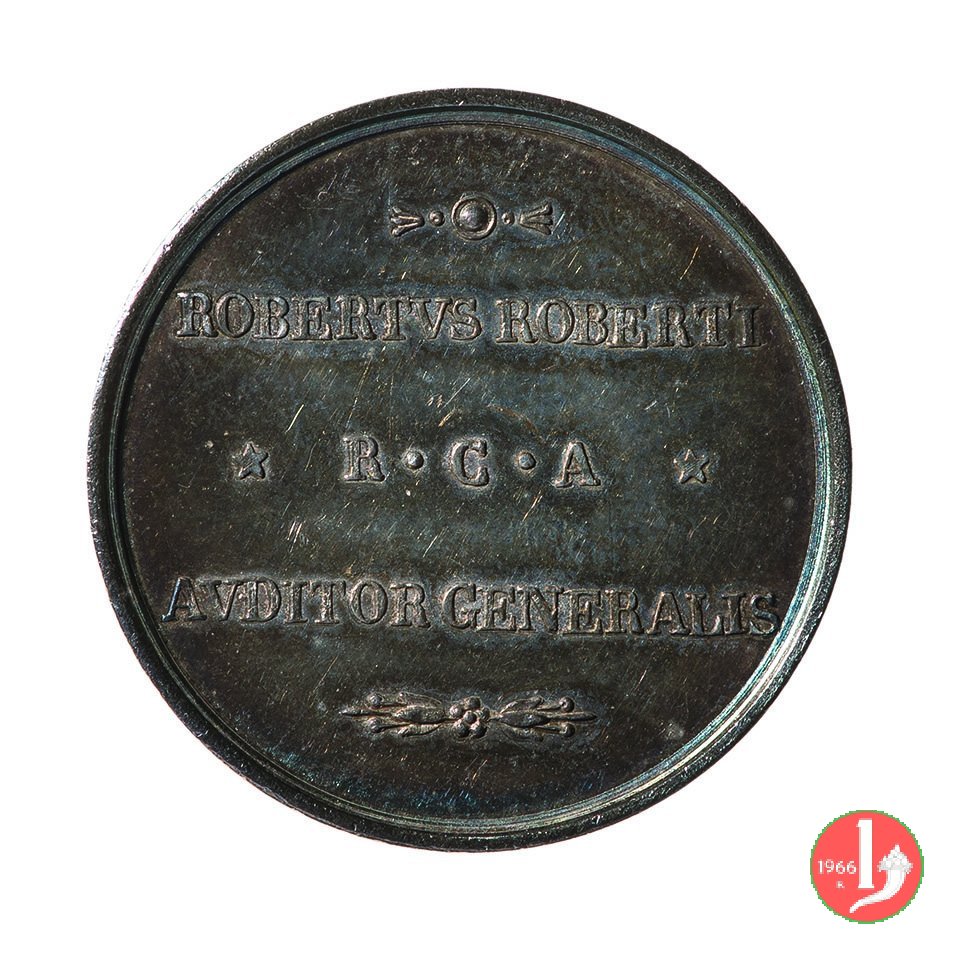 ROBERTVS ROBERTI
R·C·A
AVDITOR GENERALIS
1966
R